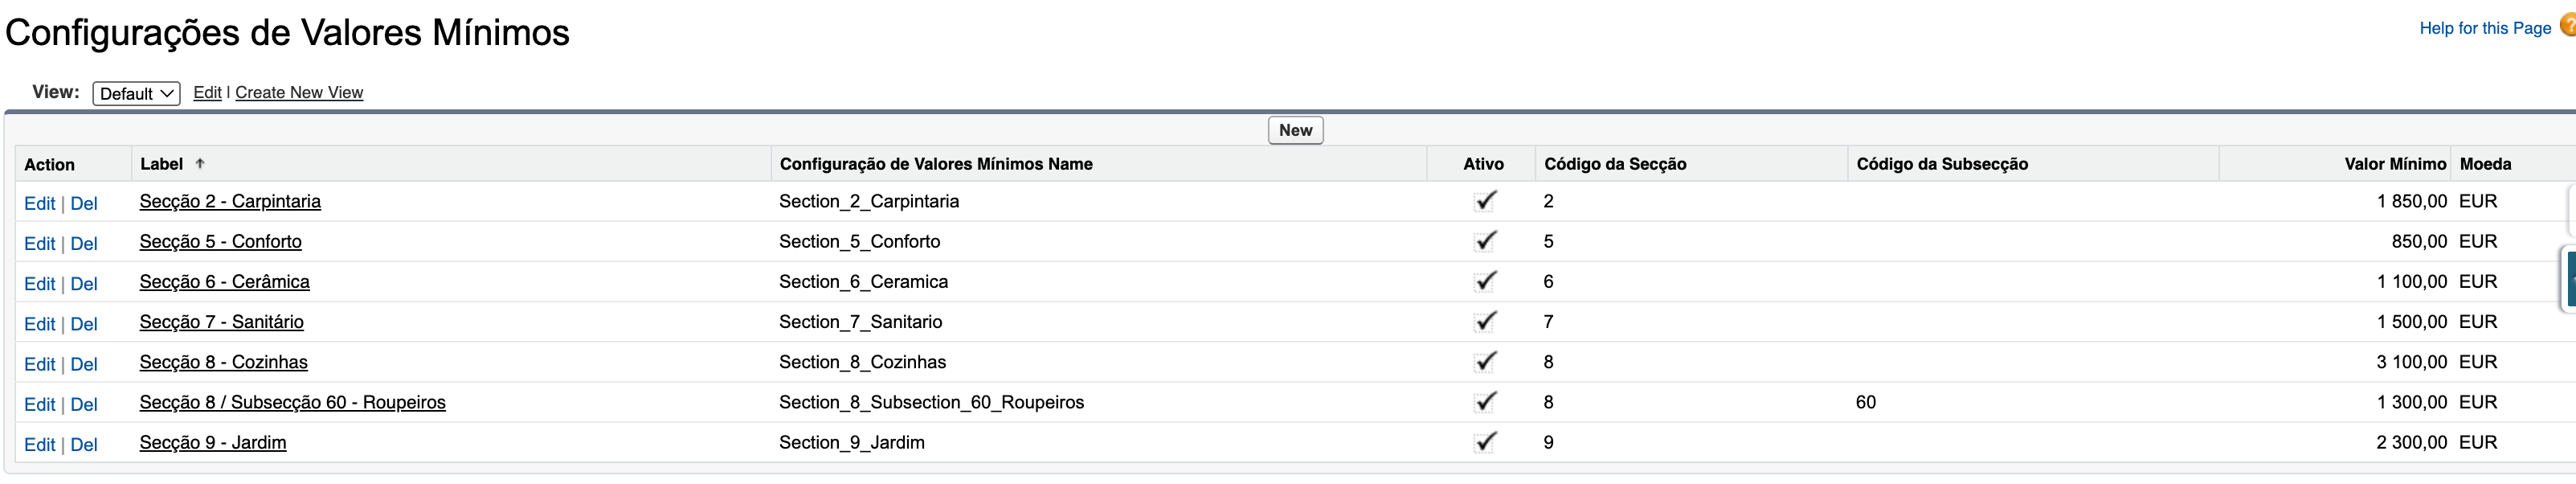 Configurações de Valores Mínimos
Help for this Page ?
View: Default Edit | Create New View
New
Action Label ↑ Configuração de Valores Mínimos Name Ativo Código da Secção Código da Subsecção Valor Mínimo Moeda
Edit | Del Secção 2 - Carpintaria Section_2_Carpintaria ✓ 2 1 850,00 EUR
Edit | Del Secção 5 - Conforto Section_5_Conforto ✓ 5 850,00 EUR
Edit | Del Secção 6 - Cerâmica Section_6_Ceramica ✓ 6 1 100,00 EUR
Edit | Del Secção 7 - Sanitário Section_7_Sanitario ✓ 7 1 500,00 EUR
Edit | Del Secção 8 - Cozinhas Section_8_Cozinhas ✓ 8 3 100,00 EUR
Edit | Del Secção 8 / Subsecção 60 - Roupeiros Section_8_Subsection_60_Roupeiros ✓ 8 60 1 300,00 EUR
Edit | Del Secção 9 - Jardim Section_9_Jardim ✓ 9 2 300,00 EUR